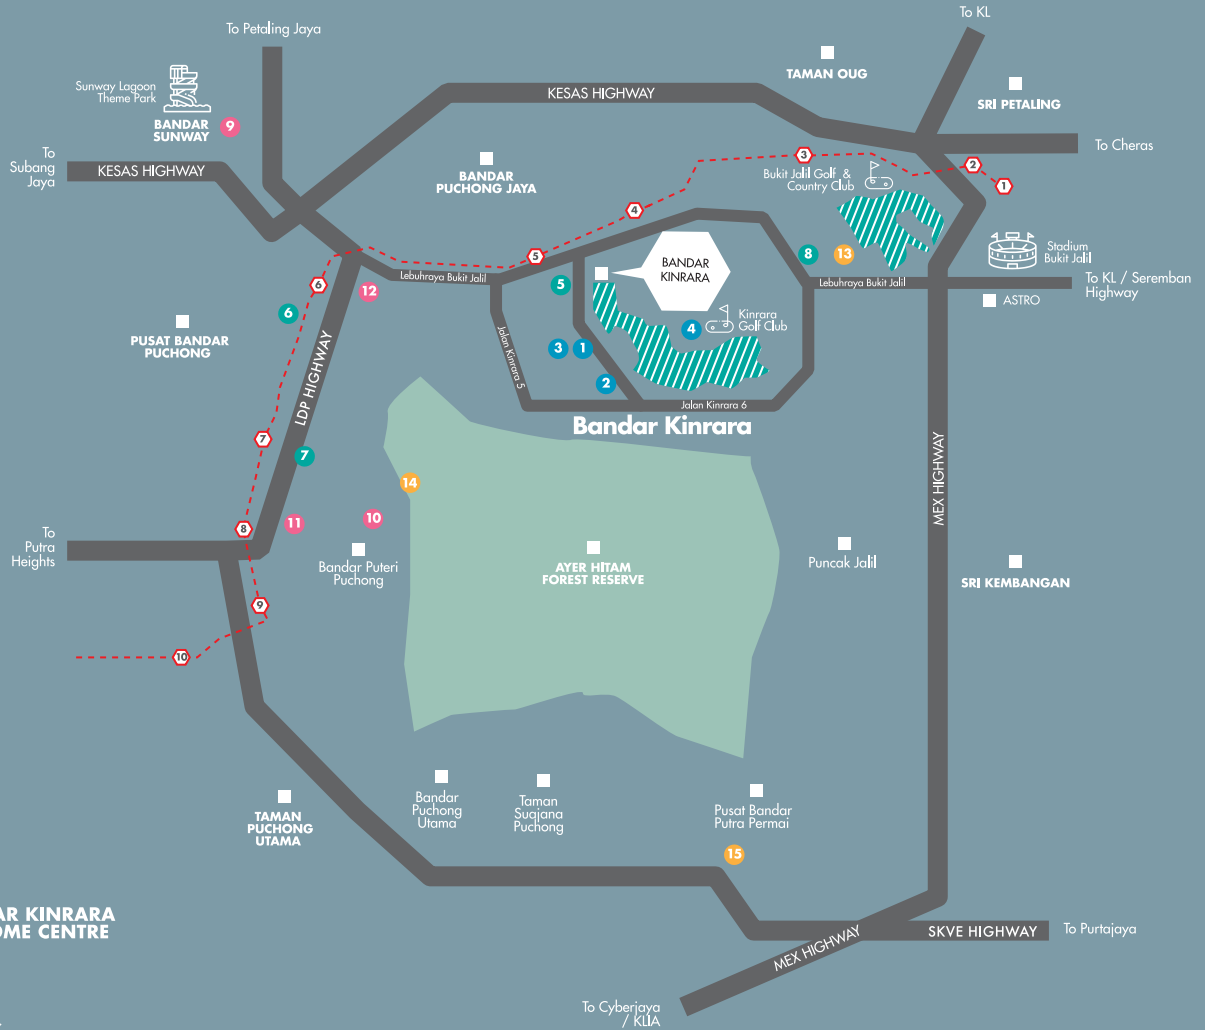 To KL
To Petaling Jaya
TAMAN OUG
Sunway Lagoon
Theme Park
KESAS HIGHWAY
SRI PETALING
BANDAR
SUNWAY
9
To
Subang
Jaya
KESAS HIGHWAY
To Cheras
BANDAR
PUCHONG JAYA
3
2
1
Bukit Jalil Golf &
Country Club
4
5
8
13
Stadium
Bukit Jalil
BANDAR
KINRARA
Lebuhraya Bukit Jalil
Lebuhraya Bukit Jalil
To KL / Seremban
Highway
6
12
5
ASTRO
6
Kinrara
Golf Club
4
PUSAT BANDAR
PUCHONG
LDP HIGHWAY
Jalan Kinrara 5
3
1
2
Jalan Kinrara 6
Bandar Kinrara
7
7
MEX HIGHWAY
14
11
10
8
To
Putra
Heights
Bandar Puteri
Puchong
AYER HITAM
FOREST RESERVE
Puncak Jalil
SRI KEMBANGAN
9
10
Bandar
Puchong
Utama
Taman
Suajana
Puchong
Pusat Bandar
Putra Permai
TAMAN
PUCHONG
UTAMA
15
AR KINRARA
OME CENTRE
MEX HIGHWAY
SKVE HIGHWAY
To Purtajaya
To Cyberjaya
/ KLIA